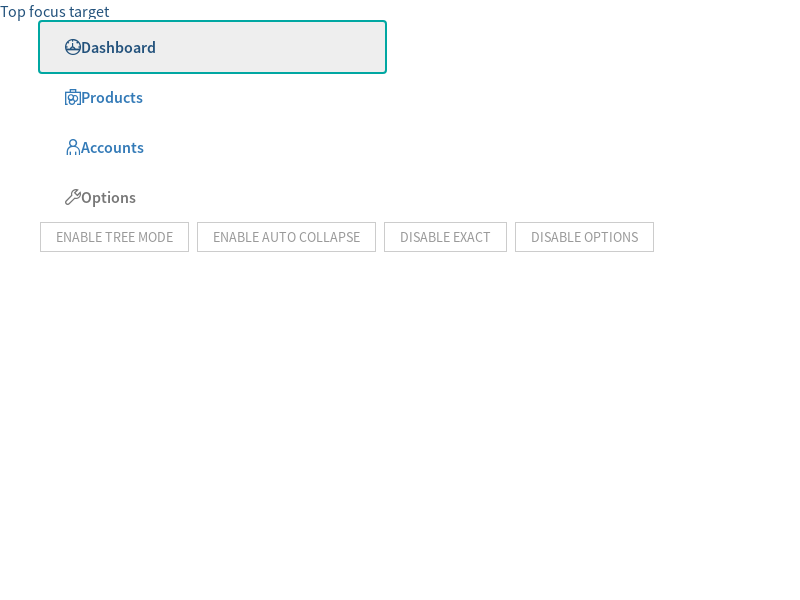 Top focus target
Dashboard
Products
Accounts
Options
ENABLE TREE MODE ENABLE AUTO COLLAPSE DISABLE EXACT DISABLE OPTIONS